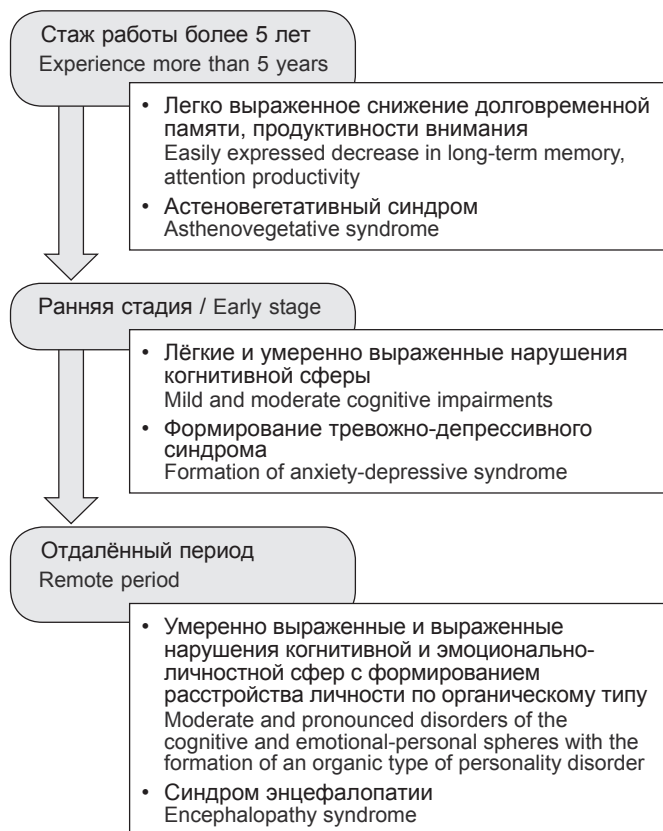 Стаж работы более 5 лет
Experience more than 5 years
• Легко выраженное снижение долговременной
памяти, продуктивности внимания
Easily expressed decrease in long-term memory,
attention productivity
• Астеновегетативный синдром
Asthenovegetative syndrome
Ранняя стадия / Early stage
• Лёгкие и умеренно выраженные нарушения
когнитивной сферы
Mild and moderate cognitive impairments
• Формирование тревожно-депрессивного
синдрома
Formation of anxiety-depressive syndrome
Отдалённый период
Remote period
• Умеренно выраженные и выраженные
нарушения когнитивной и эмоционально-
личностной сфер с формированием
расстройства личности по органическому типу
Moderate and pronounced disorders of the
cognitive and emotional-personal spheres with the
formation of an organic type of personality disorder
• Синдром энцефалопатии
Encephalopathy syndrome